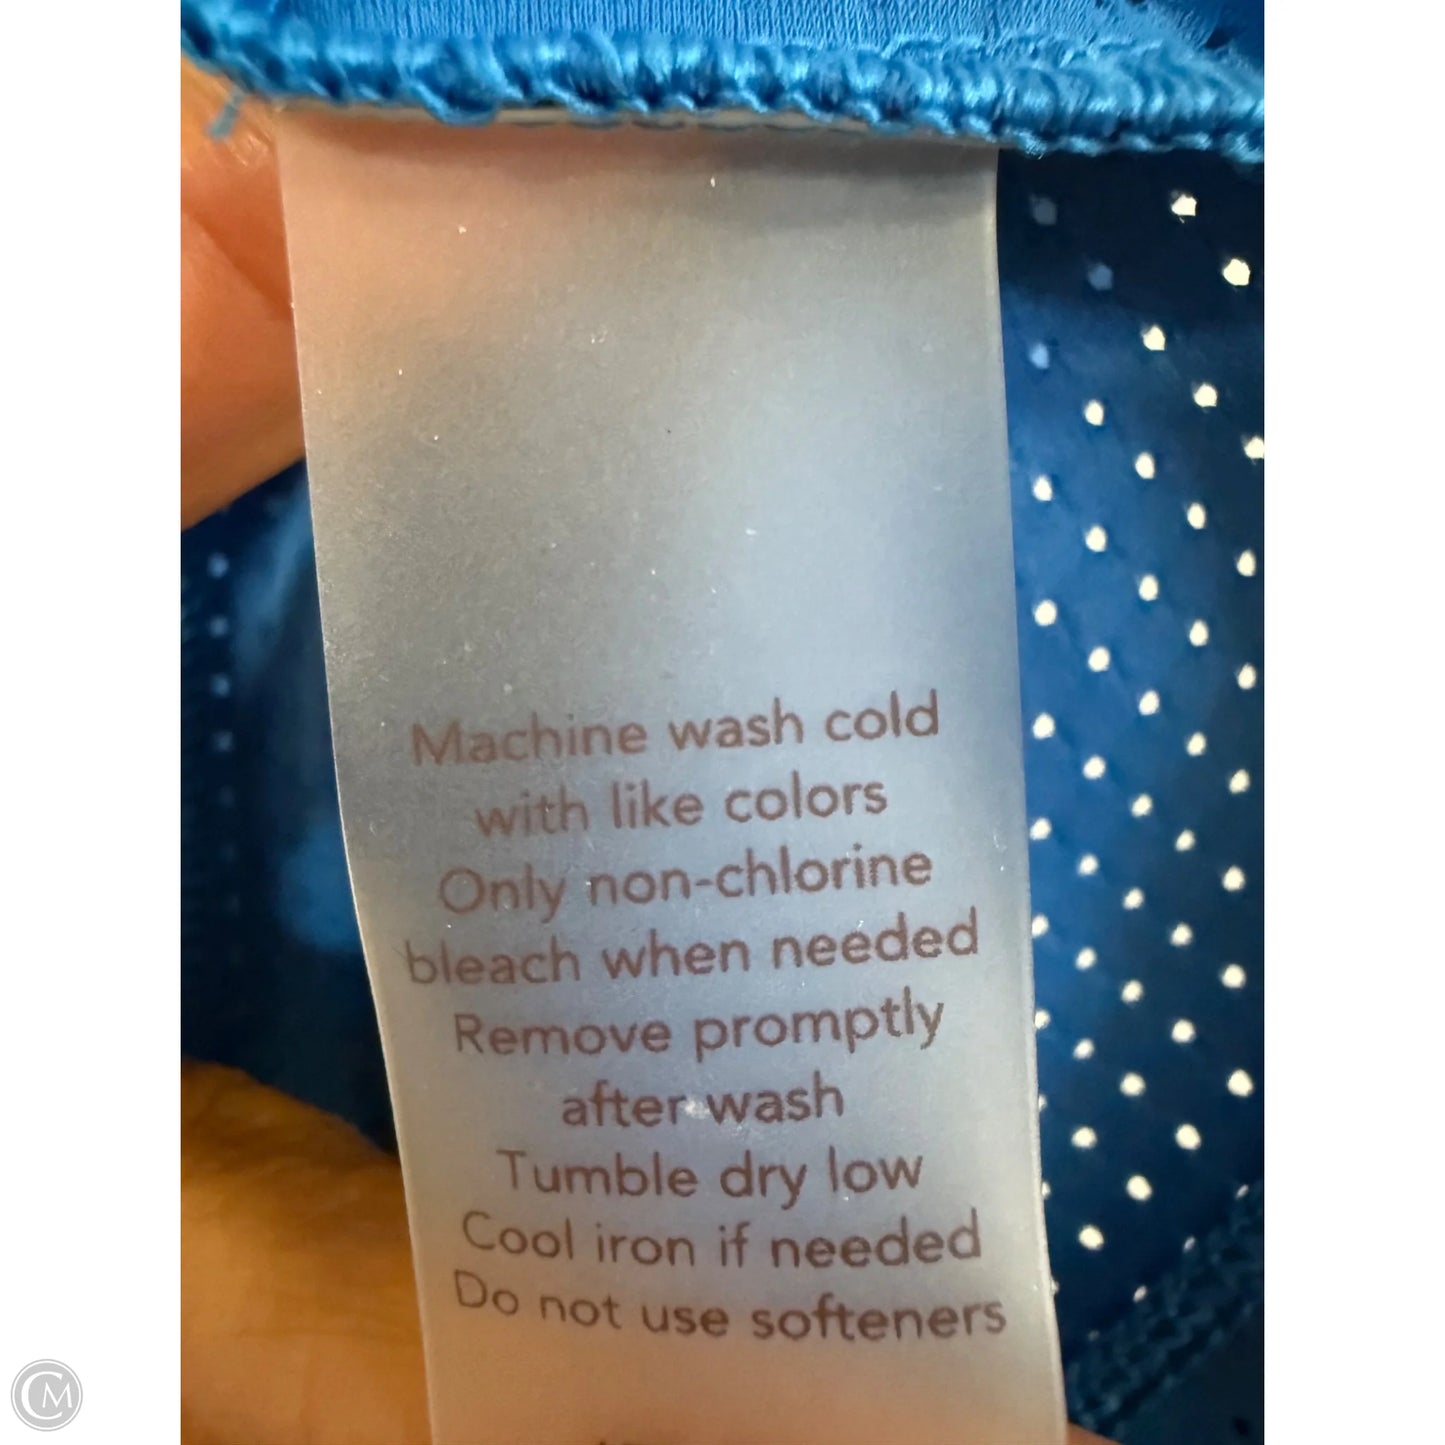 Machine wash cold
with like colors
Only non-chlorine
bleach when needed
Remove promptly
after wash
Tumble dry low
Cool iron if needed
Do not use softeners
CM